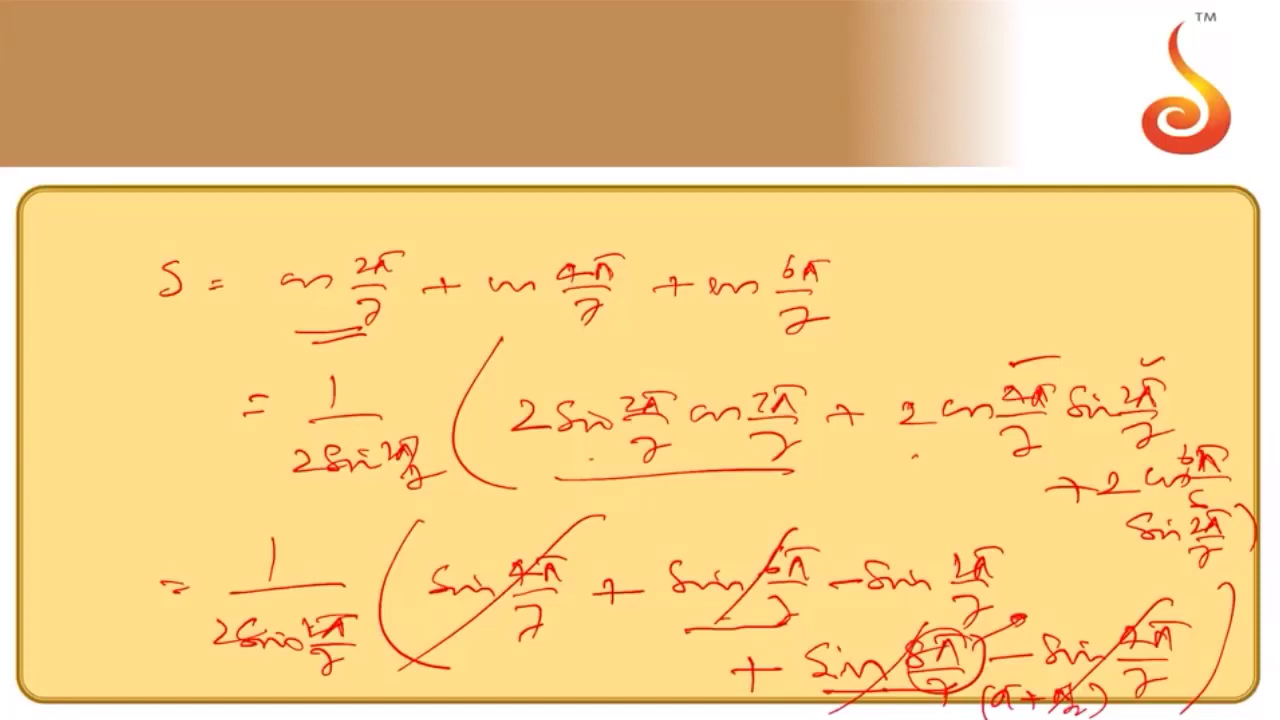 TM
S = cos 2π/7 + cos 4π/7 + cos 6π/7
= 1/(2 sin 2π/7) ( 2 sin 2π/7 cos 2π/7 + 2 cos 4π/7 sin 2π/7
+ 2 cos 6π/7
sin 2π/7 )
= 1/(2 sin 2π/7) ( sin 4π/7 + sin 6π/7 - sin 2π/7
+ sin 8π/7 - sin 4π/7 )